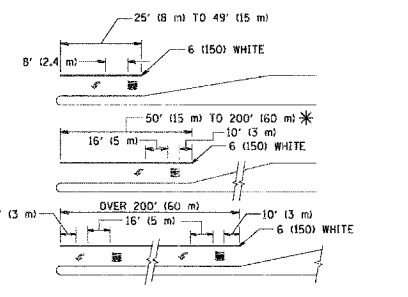 25' (8 m) TO 49' (15 m)
6 (150) WHITE
8' (2.4 m)
50' (15 m) TO 200' (60 m) *
10' (3 m)
16' (5 m)
6 (150) WHITE
OVER 200' (60 m)
' (3 m)
10' (3 m)
16' (5 m)
6 (150) WHITE